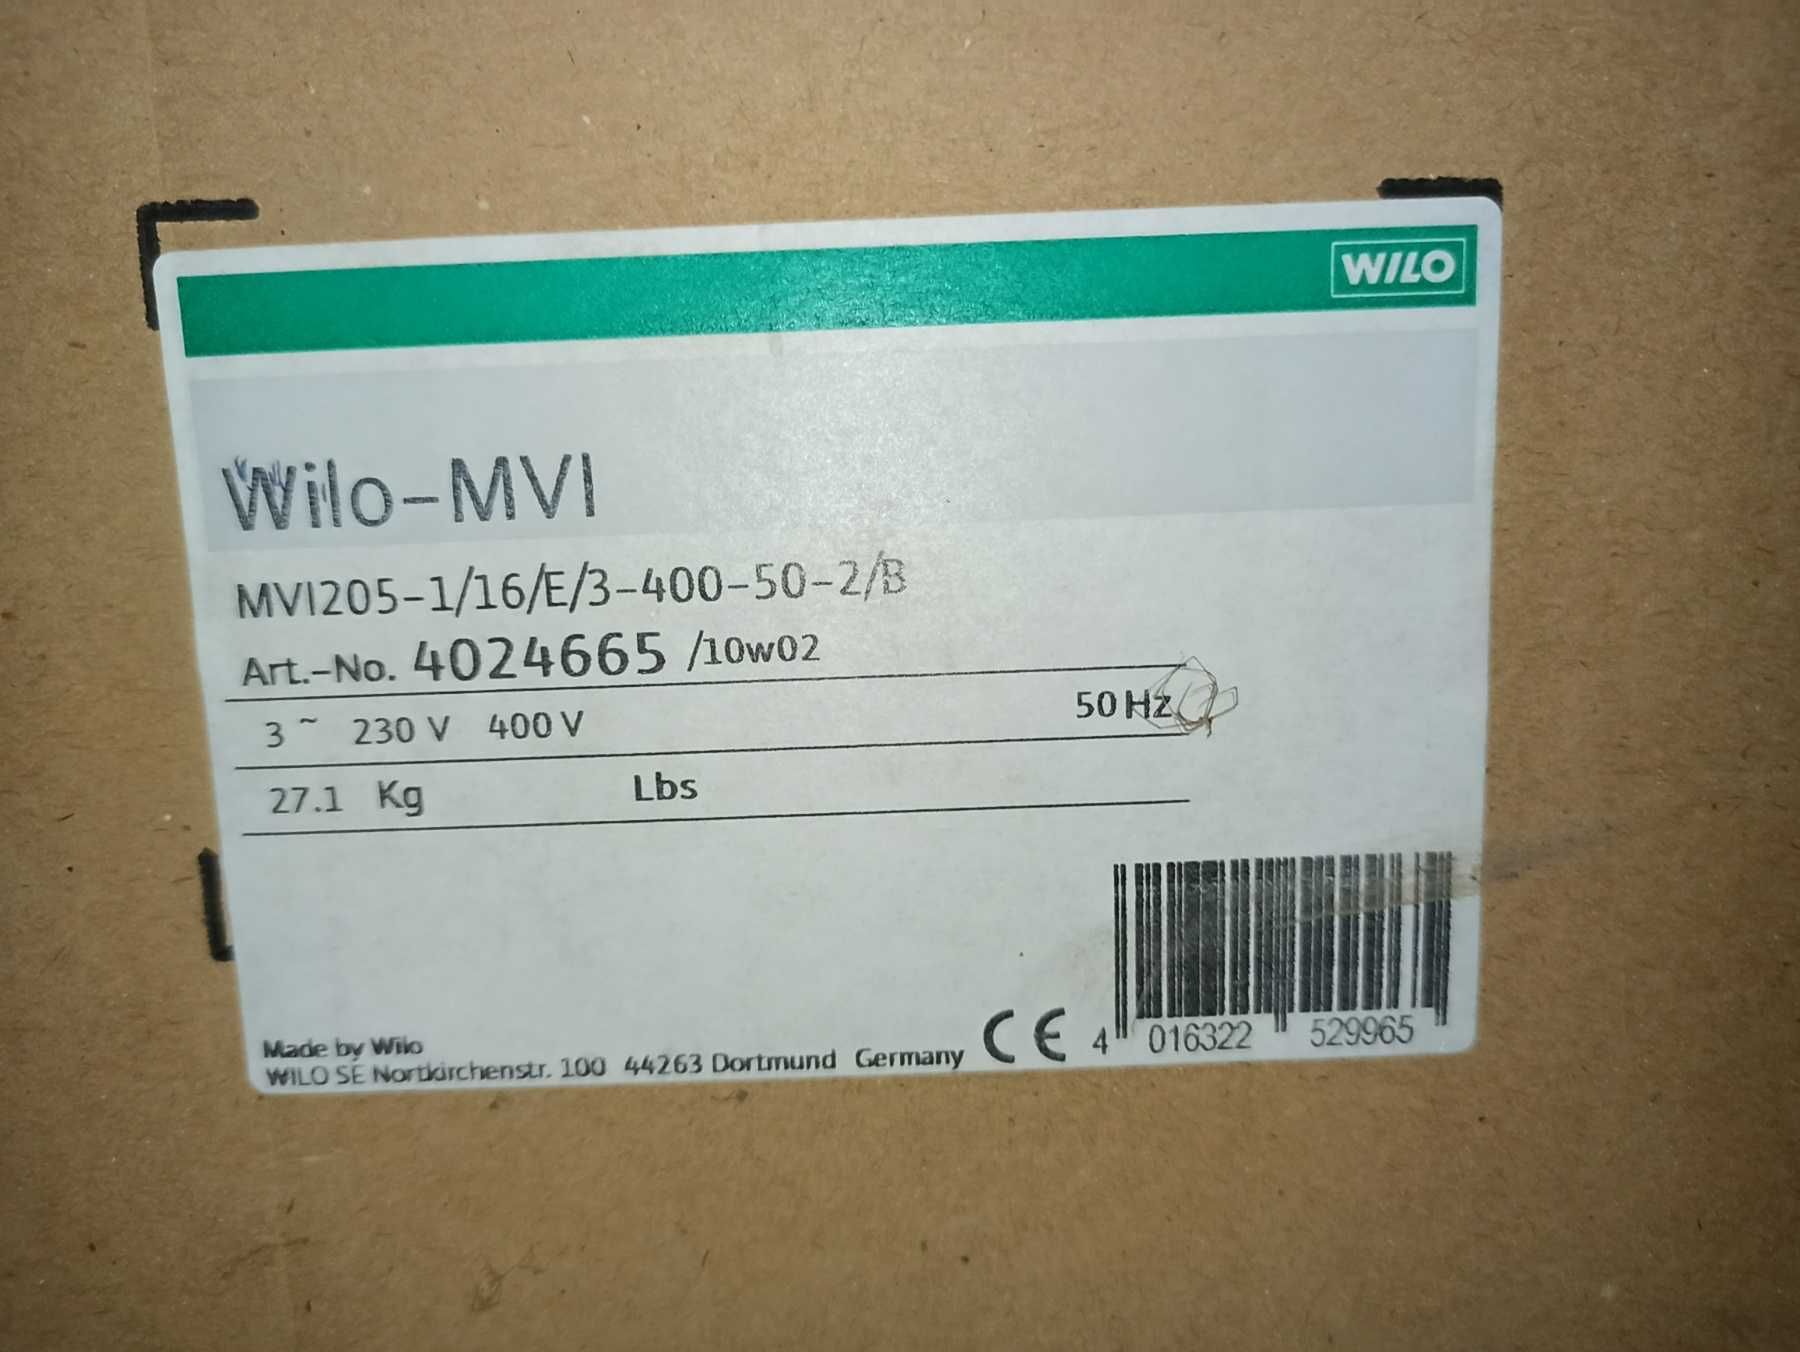 WILO
Wilo-MVI
MVI205-1/16/E/3-400-50-2/B
Art.-No. 4024665 /10w02
3 ~ 230 V 400 V 50 Hz
27.1 Kg Lbs
Made by Wilo
WILO SE Nortkirchenstr. 100 44263 Dortmund Germany CE
4 016322 529965